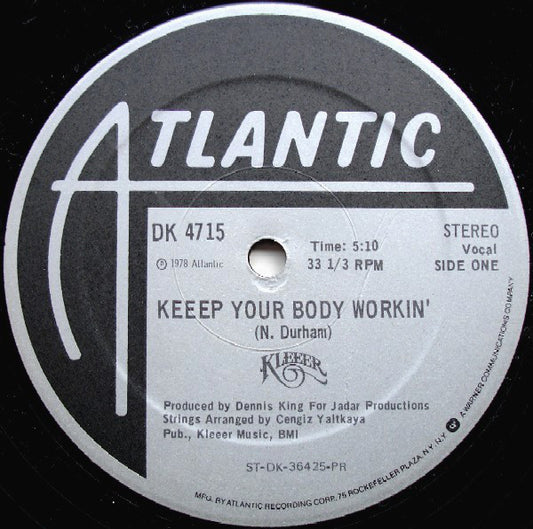 ATLANTIC
DK 4715
℗ 1978 Atlantic
Time: 5:10
33 1/3 RPM
STEREO
Vocal
SIDE ONE
KEEEP YOUR BODY WORKIN'
(N. Durham)
KLEEER
Produced by Dennis King For Jadar Productions
Strings Arranged by Cengiz Yaltkaya
Pub., Kleeer Music, BMI
ST-DK-36425-PR
MFG. BY ATLANTIC RECORDING CORP. 75 ROCKEFELLER PLAZA, N.Y. N.Y. A WARNER COMMUNICATIONS COMPANY